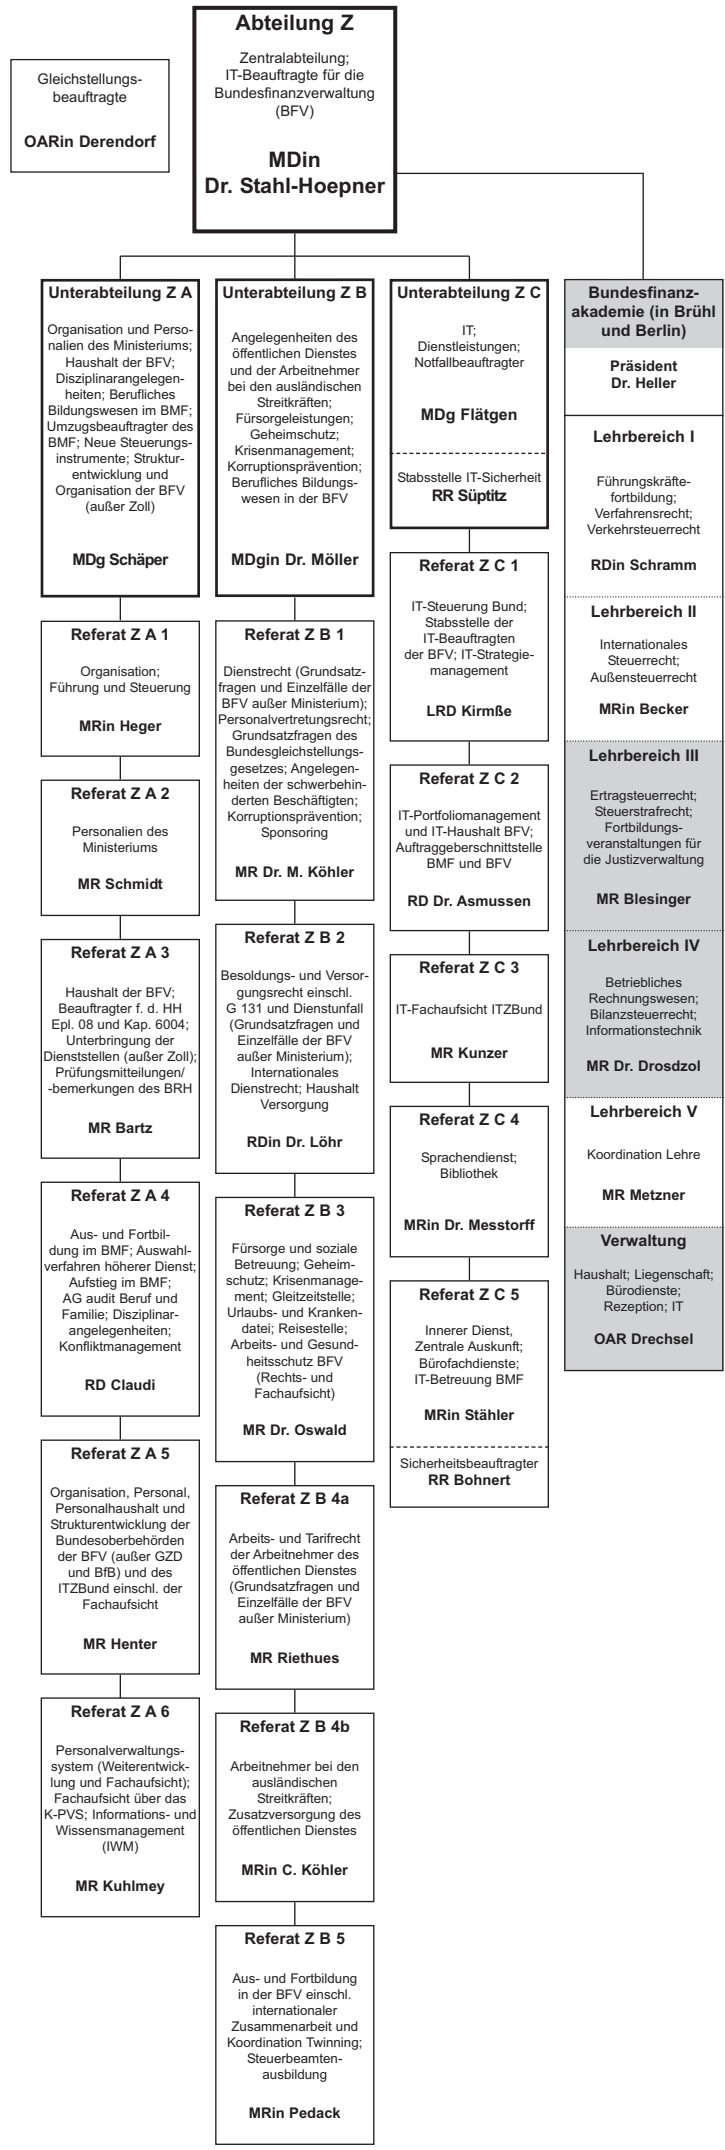 Abteilung Z
Zentralabteilung;
IT-Beauftragte für die
Bundesfinanzverwaltung
(BFV)
MDin
Dr. Stahl-Hoepner
Gleichstellungs-
beauftragte
OARin Derendorf
Unterabteilung Z A
Organisation und Perso-
nalien des Ministeriums;
Haushalt der BFV;
Disziplinarangelegen-
heiten; Berufliches
Bildungswesen im BMF;
Umzugsbeauftragter des
BMF; Neue Steuerungs-
instrumente; Struktur-
entwicklung und
Organisation der BFV
(außer Zoll)
MDg Schäper
Referat Z A 1
Organisation;
Führung und Steuerung
MRin Heger
Referat Z A 2
Personalien des
Ministeriums
MR Schmidt
Referat Z A 3
Haushalt der BFV;
Beauftragter f. d. HH
Epl. 08 und Kap. 6004;
Unterbringung der
Dienststellen (außer Zoll);
Prüfungsmitteilungen/
-bemerkungen des BRH
MR Bartz
Referat Z A 4
Aus- und Fortbil-
dung im BMF; Auswahl-
verfahren höherer Dienst;
Aufstieg im BMF;
AG audit Beruf und
Familie; Disziplinar-
angelegenheiten;
Konfliktmanagement
RD Claudi
Referat Z A 5
Organisation, Personal,
Personalhaushalt und
Strukturentwicklung der
Bundesoberbehörden
der BFV (außer GZD
und BfB) und des
ITZBund einschl. der
Fachaufsicht
MR Henter
Referat Z A 6
Personalverwaltungs-
system (Weiterentwick-
lung und Fachaufsicht);
Fachaufsicht über das
K-PVS; Informations- und
Wissensmanagement
(IWM)
MR Kuhlmey
Unterabteilung Z B
Angelegenheiten des
öffentlichen Dienstes
und der Arbeitnehmer
bei den ausländischen
Streitkräften;
Fürsorgeleistungen;
Geheimschutz;
Krisenmanagement;
Korruptionsprävention;
Berufliches Bildungs-
wesen in der BFV
MDgin Dr. Möller
Referat Z B 1
Dienstrecht (Grundsatz-
fragen und Einzelfälle der
BFV außer Ministerium);
Personalvertretungsrecht;
Grundsatzfragen des
Bundesgleichstellungs-
gesetzes; Angelegen-
heiten der schwerbehin-
derten Beschäftigten;
Korruptionsprävention;
Sponsoring
MR Dr. M. Köhler
Referat Z B 2
Besoldungs- und Versor-
gungsrecht einschl.
G 131 und Dienstunfall
(Grundsatzfragen und
Einzelfälle der BFV
außer Ministerium);
Internationales
Dienstrecht; Haushalt
Versorgung
RDin Dr. Löhr
Referat Z B 3
Fürsorge und soziale
Betreuung; Geheim-
schutz; Krisenmanage-
ment; Gleitzeitstelle;
Urlaubs- und Kranken-
datei; Reisestelle;
Arbeits- und Gesund-
heitsschutz BFV
(Rechts- und
Fachaufsicht)
MR Dr. Oswald
Referat Z B 4a
Arbeits- und Tarifrecht
der Arbeitnehmer des
öffentlichen Dienstes
(Grundsatzfragen und
Einzelfälle der BFV
außer Ministerium)
MR Riethues
Referat Z B 4b
Arbeitnehmer bei den
ausländischen
Streitkräften;
Zusatzversorgung des
öffentlichen Dienstes
MRin C. Köhler
Referat Z B 5
Aus- und Fortbildung
in der BFV einschl.
internationaler
Zusammenarbeit und
Koordination Twinning;
Steuerbeamten-
ausbildung
MRin Pedack
Unterabteilung Z C
IT;
Dienstleistungen;
Notfallbeauftragter
MDg Flätgen
Stabsstelle IT-Sicherheit
RR Süptitz
Referat Z C 1
IT-Steuerung Bund;
Stabsstelle der
IT-Beauftragten
der BFV; IT-Strategie-
management
LRD Kirmße
Referat Z C 2
IT-Portfoliomanagement
und IT-Haushalt BFV;
Auftraggeberschnittstelle
BMF und BFV
RD Dr. Asmussen
Referat Z C 3
IT-Fachaufsicht ITZBund
MR Kunzer
Referat Z C 4
Sprachendienst;
Bibliothek
MRin Dr. Messtorff
Referat Z C 5
Innerer Dienst,
Zentrale Auskunft;
Bürofachdienste;
IT-Betreuung BMF
MRin Stähler
Sicherheitsbeauftragter
RR Bohnert
Bundesfinanz-
akademie (in Brühl
und Berlin)
Präsident
Dr. Heller
Lehrbereich I
Führungskräfte-
fortbildung;
Verfahrensrecht;
Verkehrsteuerrecht
RDin Schramm
Lehrbereich II
Internationales
Steuerrecht;
Außensteuerrecht
MRin Becker
Lehrbereich III
Ertragsteuerrecht;
Steuerstrafrecht;
Fortbildungs-
veranstaltungen für
die Justizverwaltung
MR Blesinger
Lehrbereich IV
Betriebliches
Rechnungswesen;
Bilanzsteuerrecht;
Informationstechnik
MR Dr. Drosdzol
Lehrbereich V
Koordination Lehre
MR Metzner
Verwaltung
Haushalt; Liegenschaft;
Bürodienste;
Rezeption; IT
OAR Drechsel